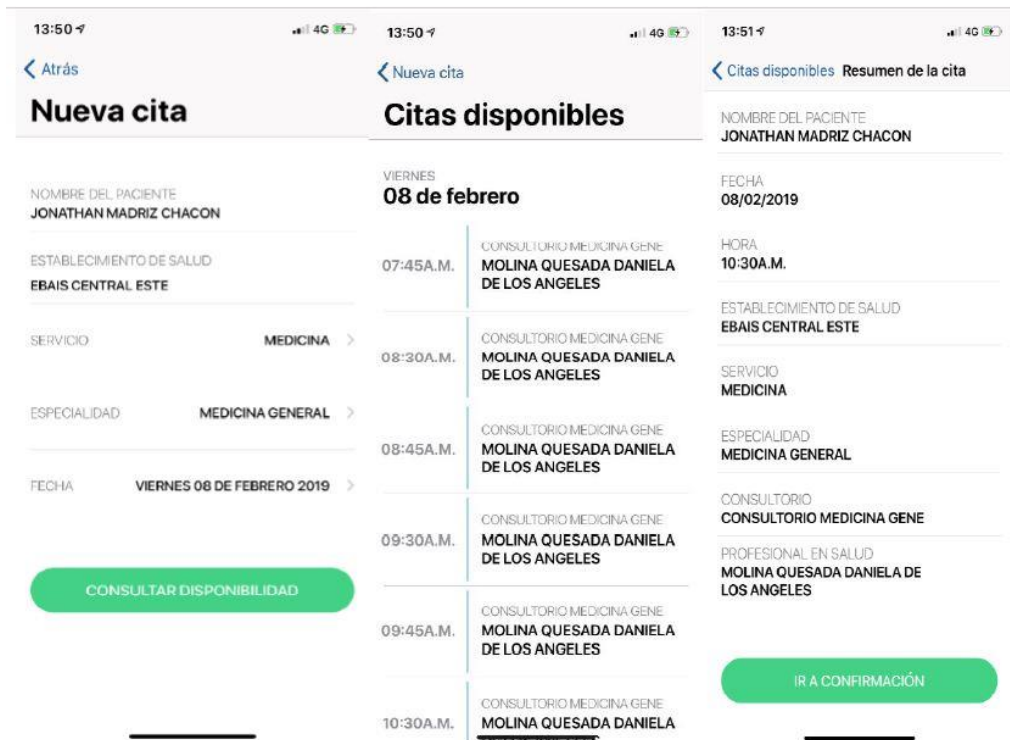 13:50
4G
Atrás
Nueva cita
NOMBRE DEL PACIENTE
JONATHAN MADRIZ CHACON
ESTABLECIMIENTO DE SALUD
EBAIS CENTRAL ESTE
SERVICIO MEDICINA
ESPECIALIDAD MEDICINA GENERAL
FECHA VIERNES 08 DE FEBRERO 2019
CONSULTAR DISPONIBILIDAD
13:50
4G
Nueva cita
Citas disponibles
VIERNES
08 de febrero
CONSULTORIO MEDICINA GENE
07:45A.M. MOLINA QUESADA DANIELA
DE LOS ANGELES
CONSULTORIO MEDICINA GENE
08:30A.M. MOLINA QUESADA DANIELA
DE LOS ANGELES
CONSULTORIO MEDICINA GENE
08:45A.M. MOLINA QUESADA DANIELA
DE LOS ANGELES
CONSULTORIO MEDICINA GENE
09:30A.M. MOLINA QUESADA DANIELA
DE LOS ANGELES
CONSULTORIO MEDICINA GENE
09:45A.M. MOLINA QUESADA DANIELA
DE LOS ANGELES
CONSULTORIO MEDICINA GENE
10:30A.M. MOLINA QUESADA DANIELA
13:51
4G
Citas disponibles Resumen de la cita
NOMBRE DEL PACIENTE
JONATHAN MADRIZ CHACON
FECHA
08/02/2019
HORA
10:30A.M.
ESTABLECIMIENTO DE SALUD
EBAIS CENTRAL ESTE
SERVICIO
MEDICINA
ESPECIALIDAD
MEDICINA GENERAL
CONSULTORIO
CONSULTORIO MEDICINA GENE
PROFESIONAL EN SALUD
MOLINA QUESADA DANIELA DE
LOS ANGELES
IR A CONFIRMACIÓN